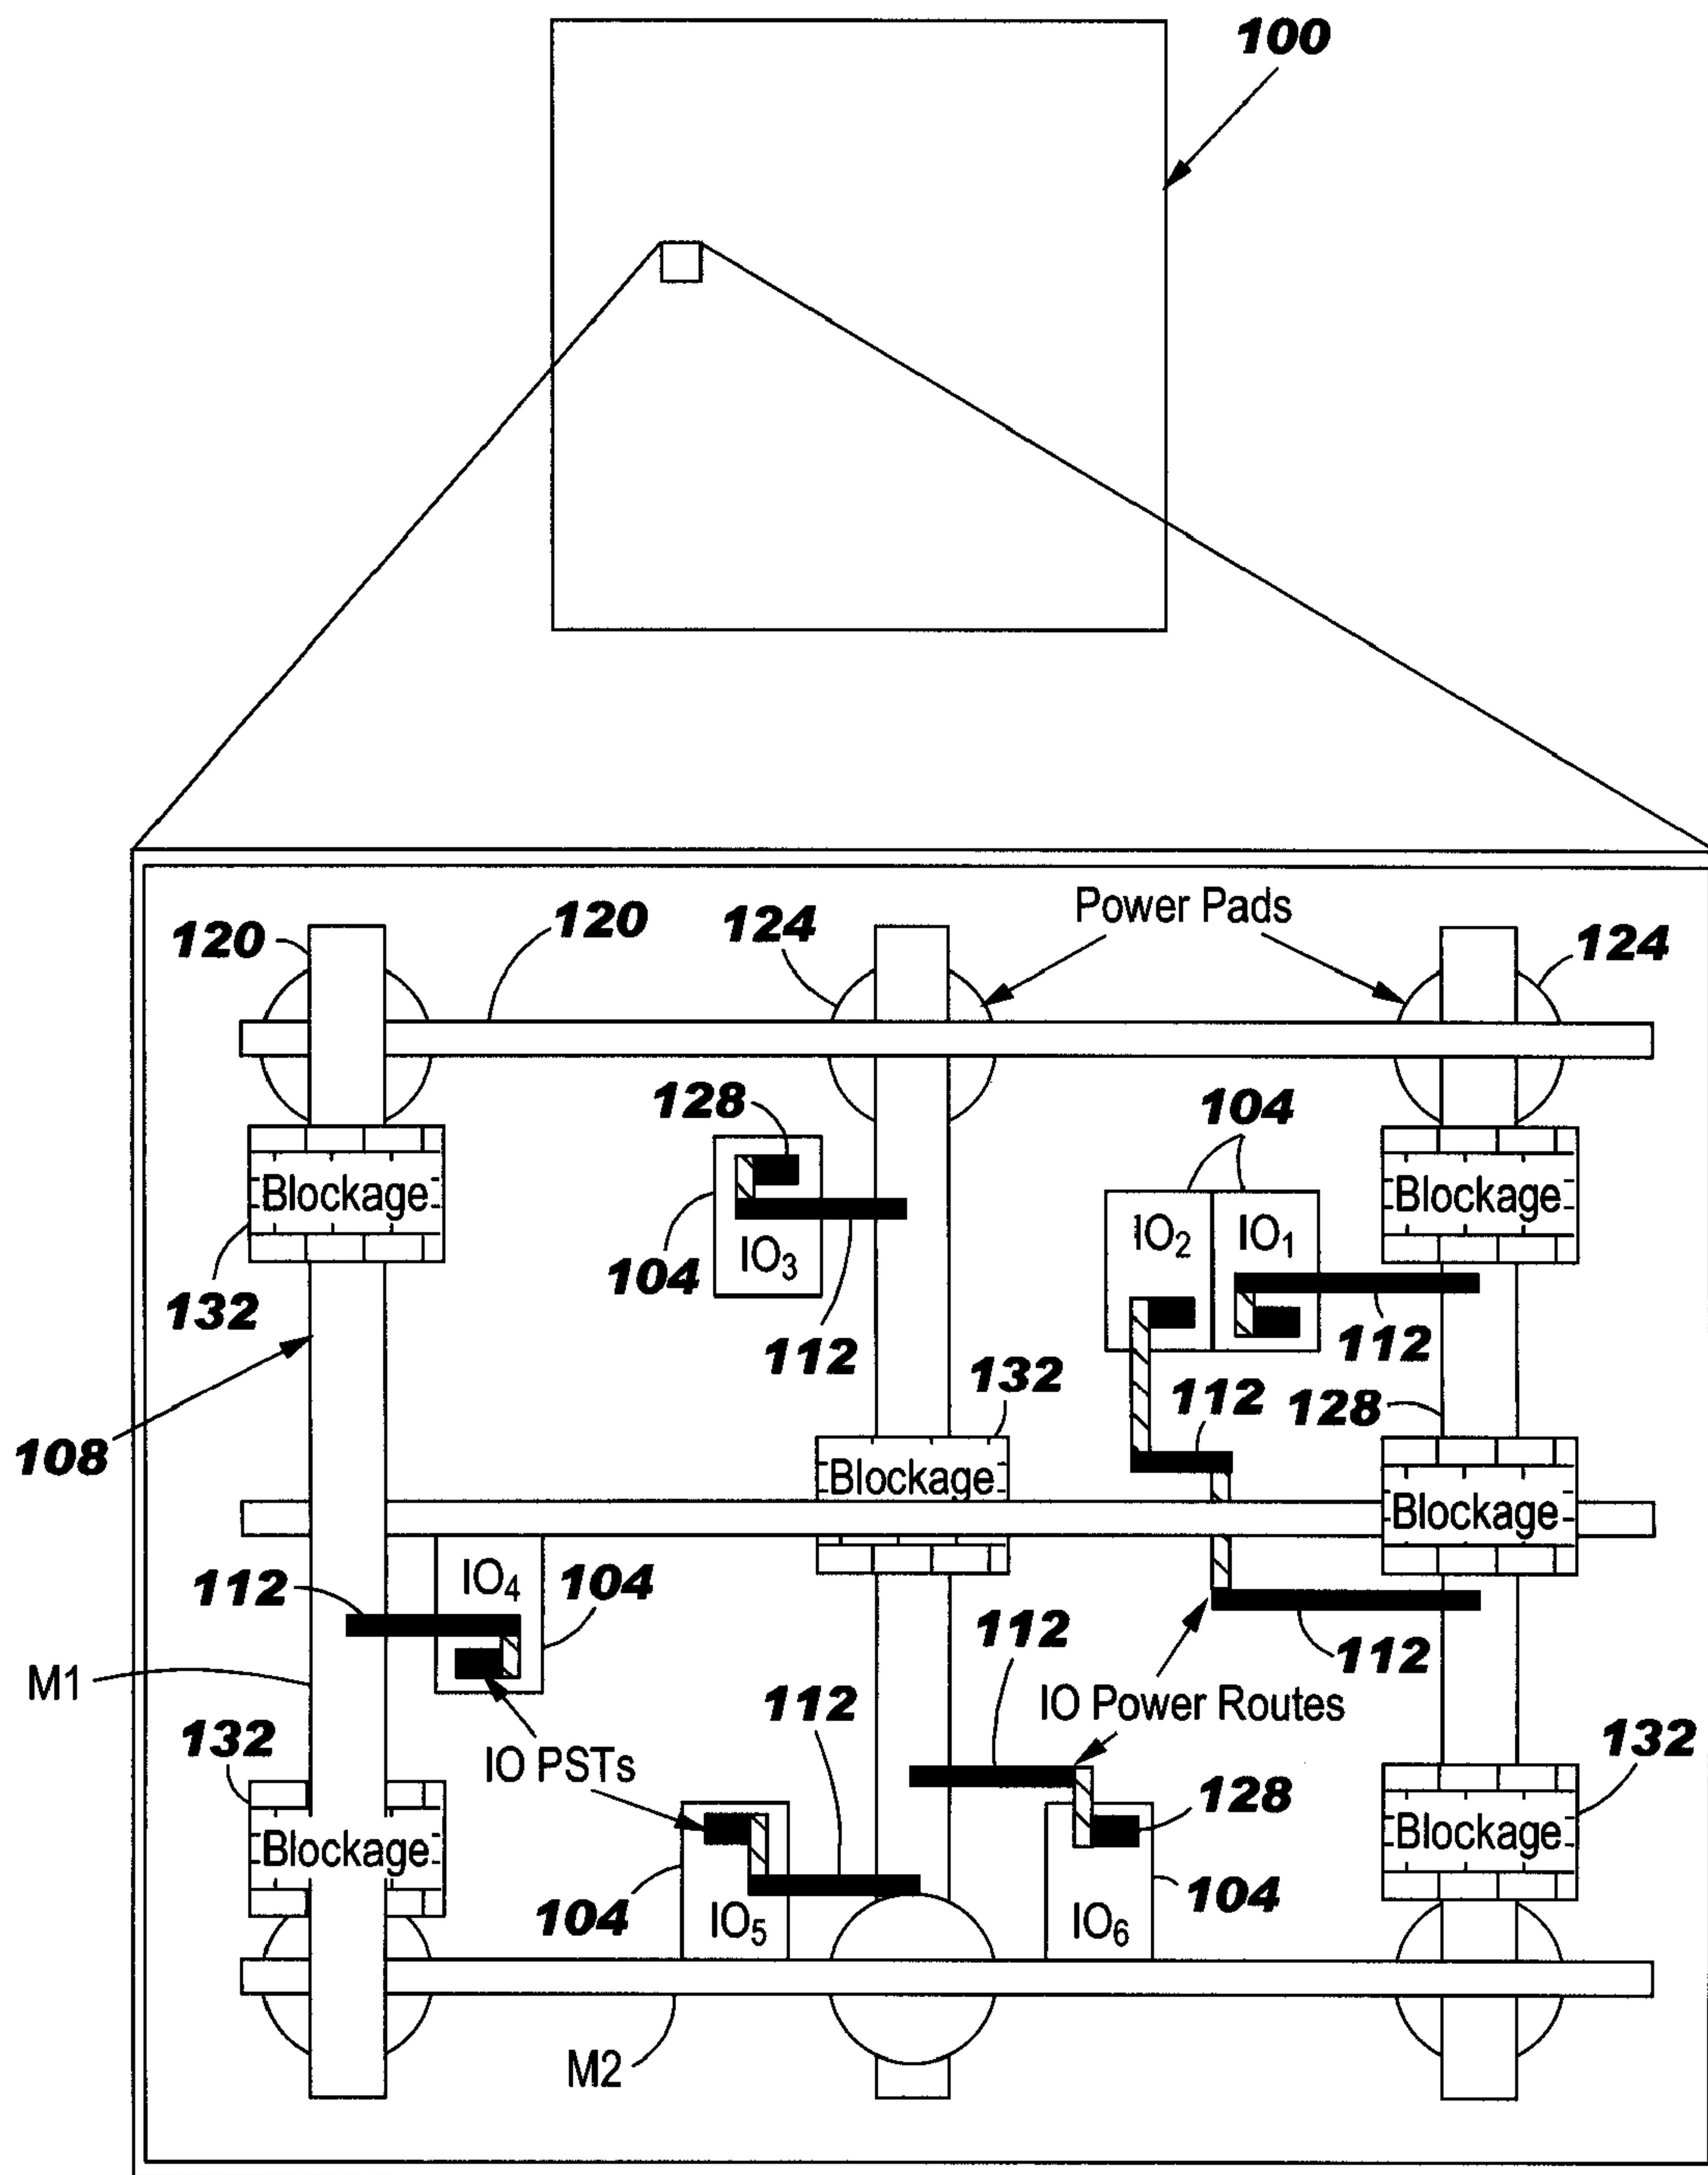 100
Power Pads
120
120
124
124
128
104
Blockage
Blockage
IO2
IO1
104
IO3
132
112
112
132
112
128
108
Blockage
Blockage
IO4
112
104
112
112
M1
112
IO Power Routes
132
IO PSTs
132
128
Blockage
Blockage
104
104
IO5
IO6
M2